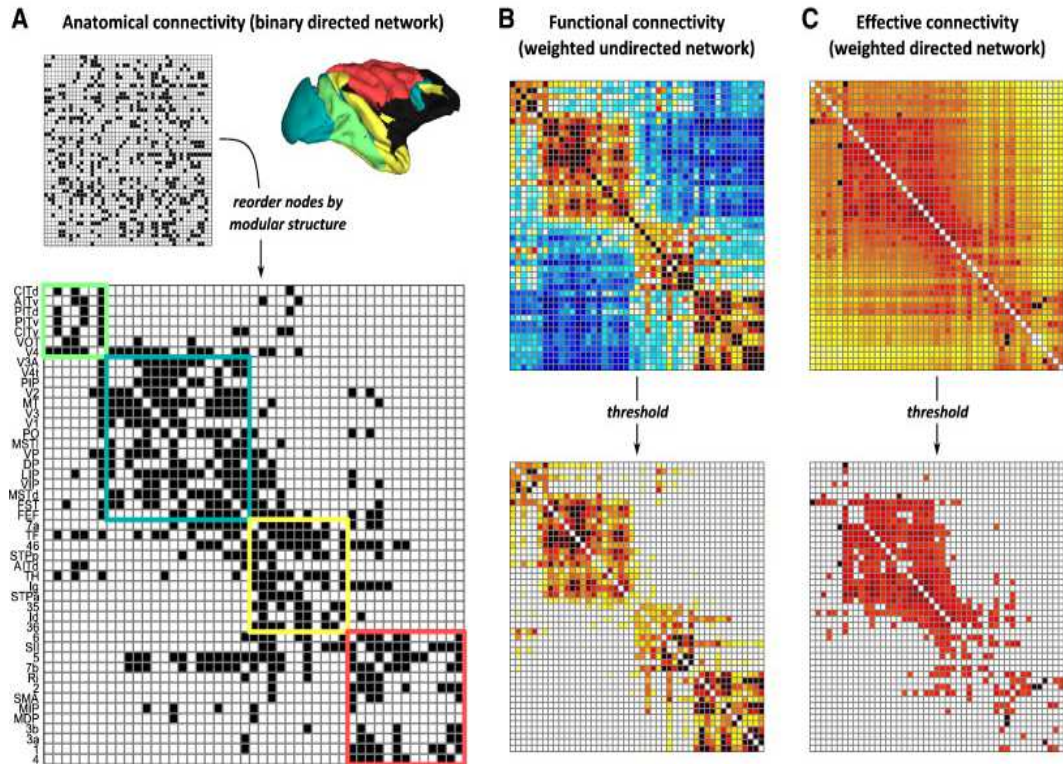 A
Anatomical connectivity (binary directed network)
B
Functional connectivity
(weighted undirected network)
C
Effective connectivity
(weighted directed network)
reorder nodes by
modular structure
threshold
threshold
CITd
AITv
PITd
PITv
CITv
VOT
V4
V3A
V4t
PIP
V2
MT
V3
V1
PO
MSTl
VP
DP
LIP
VIP
MSTd
FST
FEF
7a
TF
46
STPp
AITd
TH
Ig
STPa
35
Id
36
6
SII
5
7b
Ri
2
SMA
MIP
MDP
3b
3a
1
4